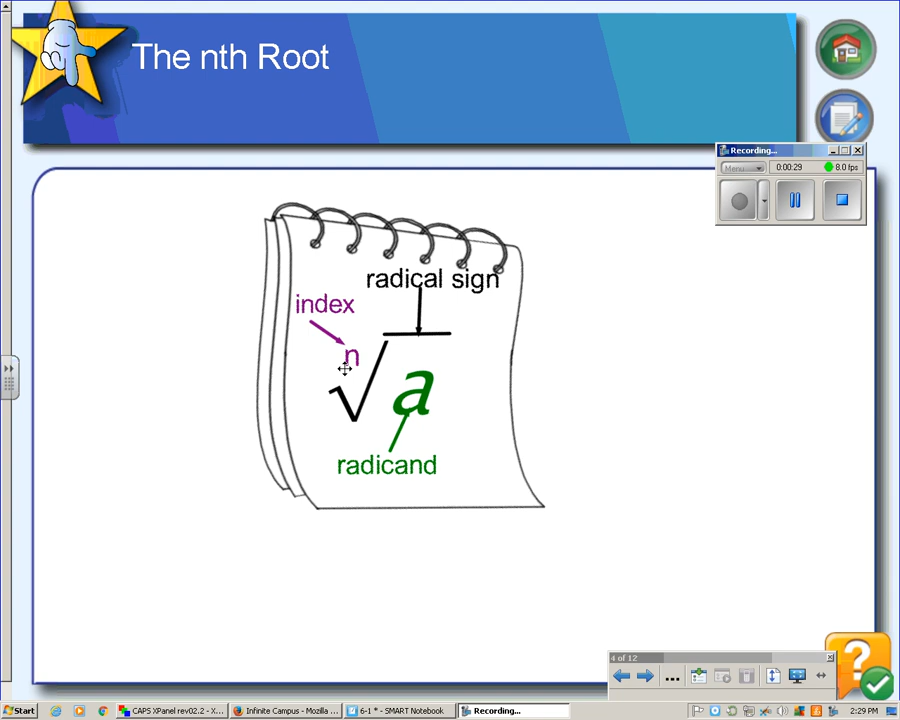 The nth Root
Recording...
Menu
0:00:29
8.0 fps
radical sign
index
n
√
a
radicand
4 of 12
Start
CAPS XPanel rev02.2 - X...
Infinite Campus - Mozilla ...
6-1 * - SMART Notebook
Recording...
2:29 PM